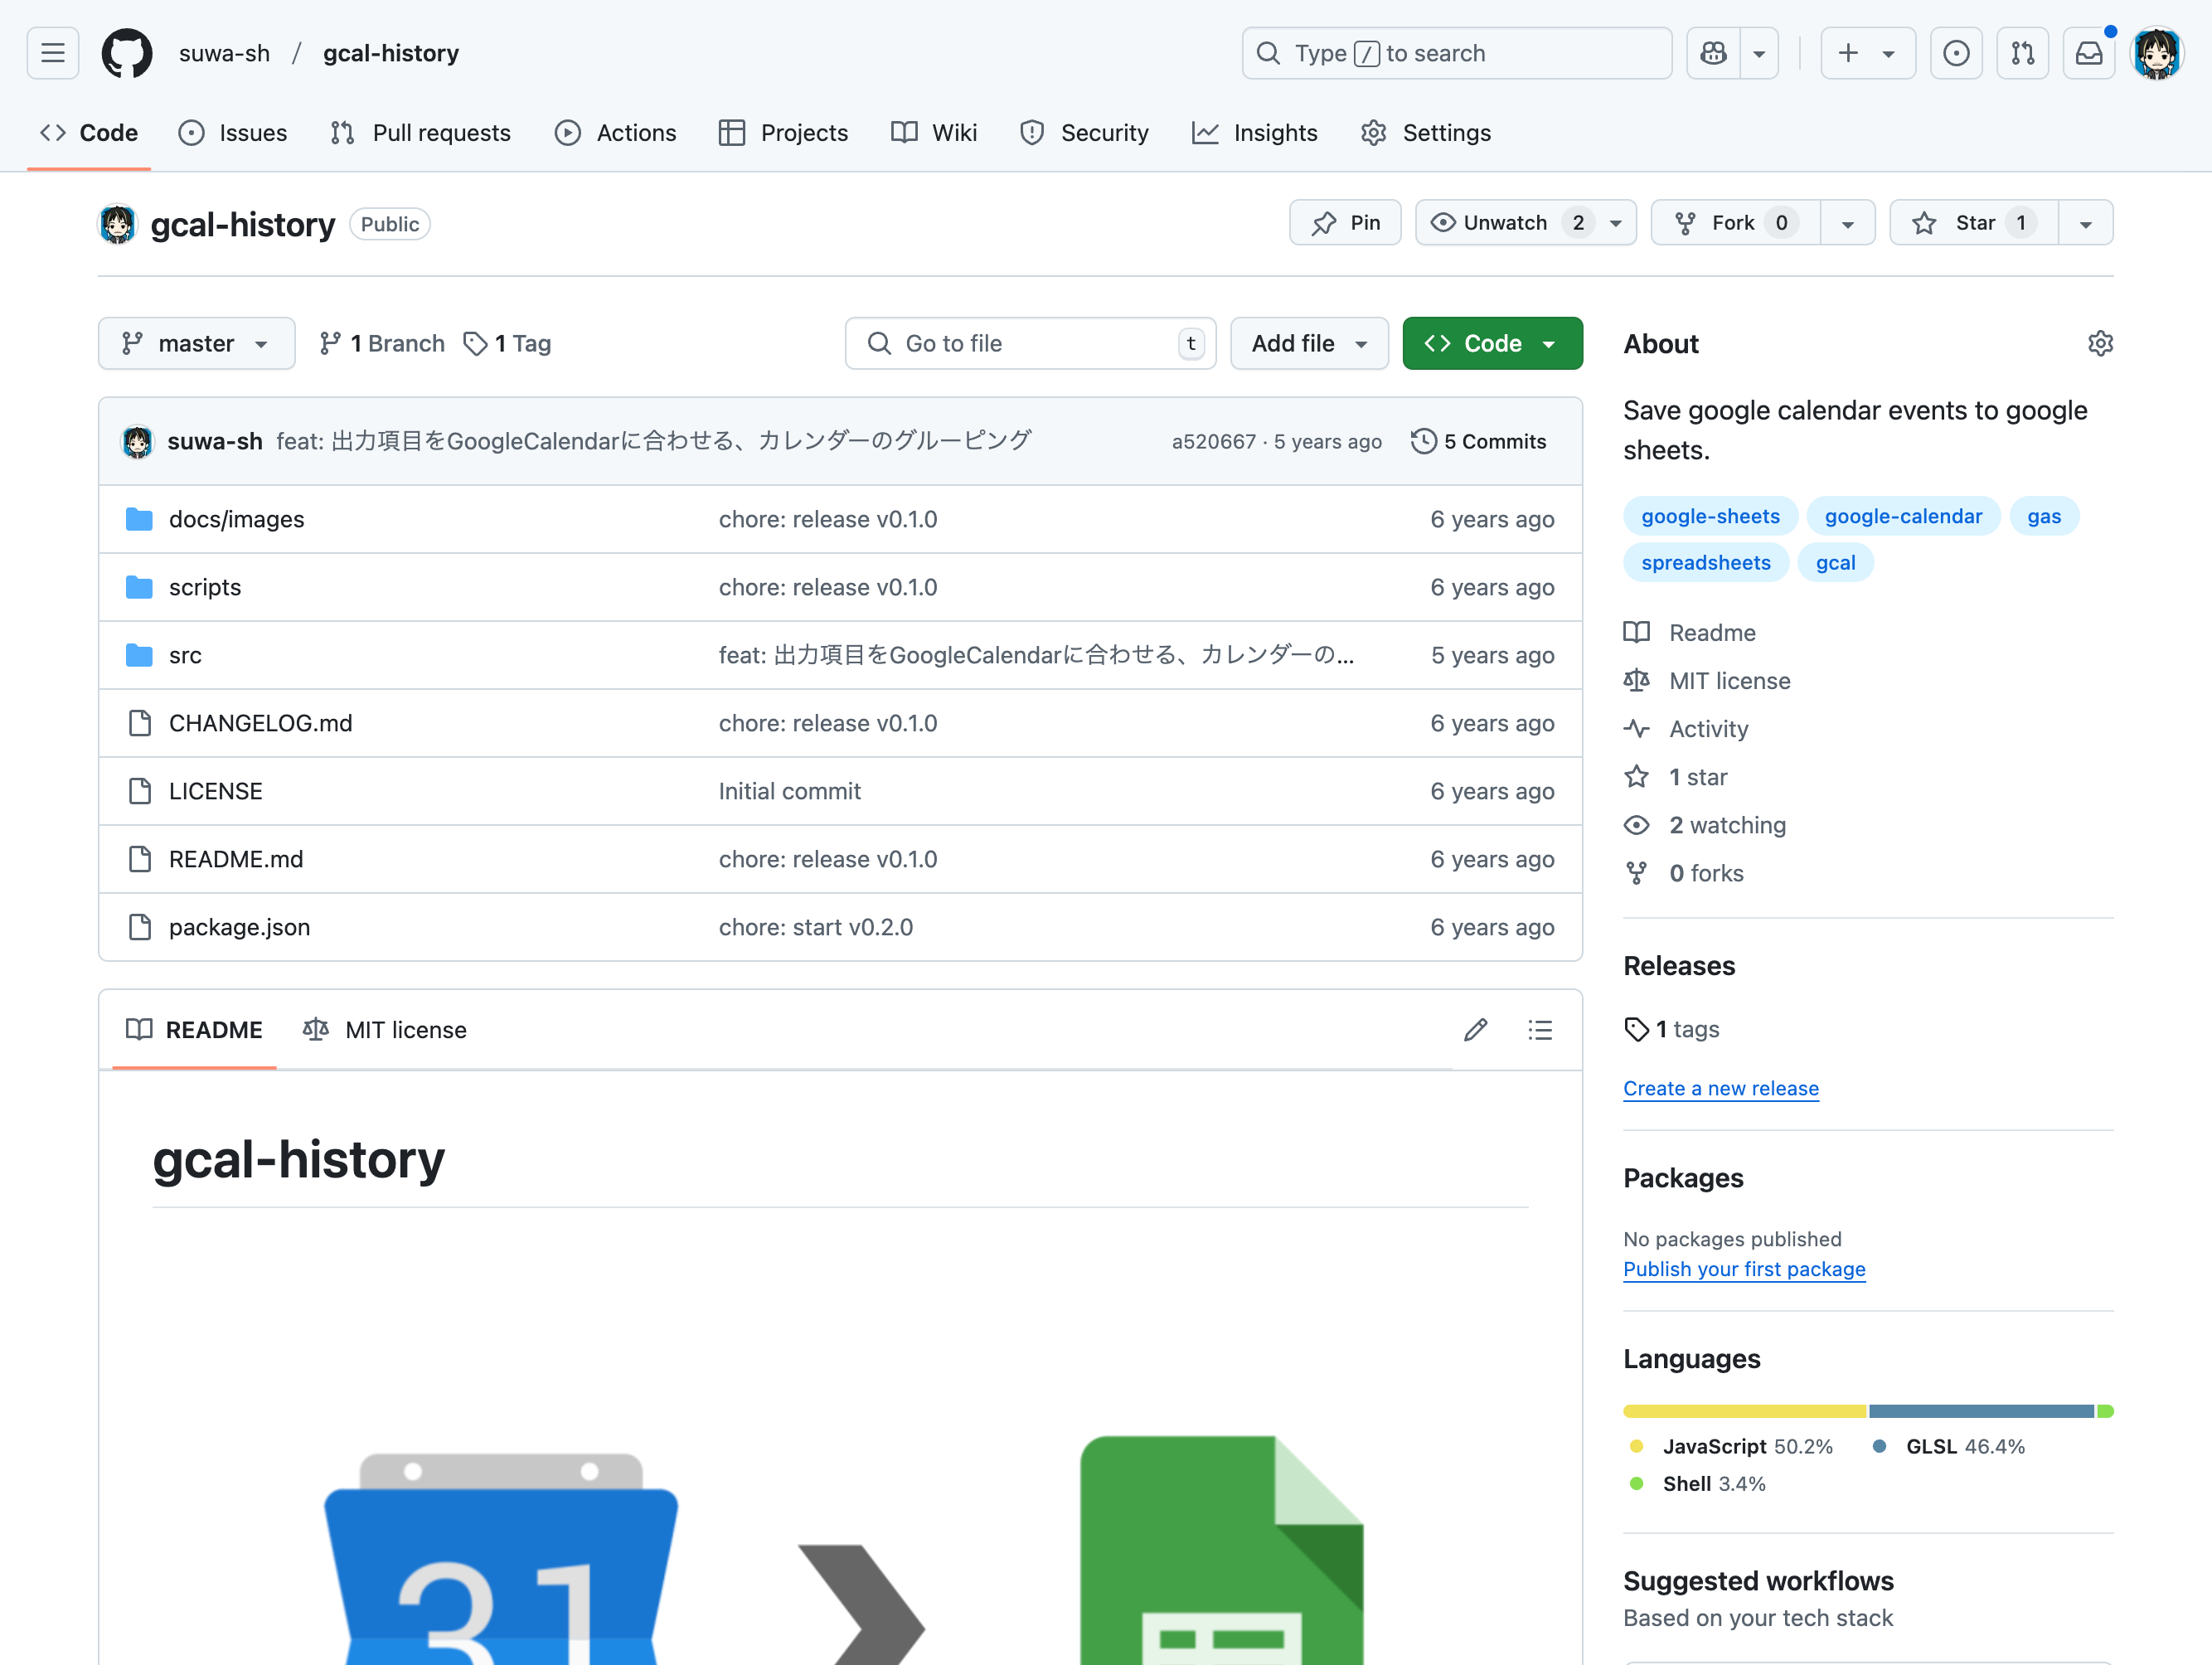 suwa-sh / gcal-history
Type / to search
Code Issues Pull requests Actions Projects Wiki Security Insights Settings
gcal-history Public
Pin Unwatch 2 Fork 0 Star 1
master 1 Branch 1 Tag
Go to file t Add file Code
suwa-sh feat: 出力項目をGoogleCalendarに合わせる、カレンダーのグルーピング a520667 · 5 years ago 5 Commits
docs/images chore: release v0.1.0 6 years ago
scripts chore: release v0.1.0 6 years ago
src feat: 出力項目をGoogleCalendarに合わせる、カレンダーの... 5 years ago
CHANGELOG.md chore: release v0.1.0 6 years ago
LICENSE Initial commit 6 years ago
README.md chore: release v0.1.0 6 years ago
package.json chore: start v0.2.0 6 years ago
README MIT license
gcal-history
31
About
Save google calendar events to google
sheets.
google-sheets google-calendar gas
spreadsheets gcal
Readme
MIT license
Activity
1 star
2 watching
0 forks
Releases
1 tags
Create a new release
Packages
No packages published
Publish your first package
Languages
JavaScript 50.2% GLSL 46.4%
Shell 3.4%
Suggested workflows
Based on your tech stack